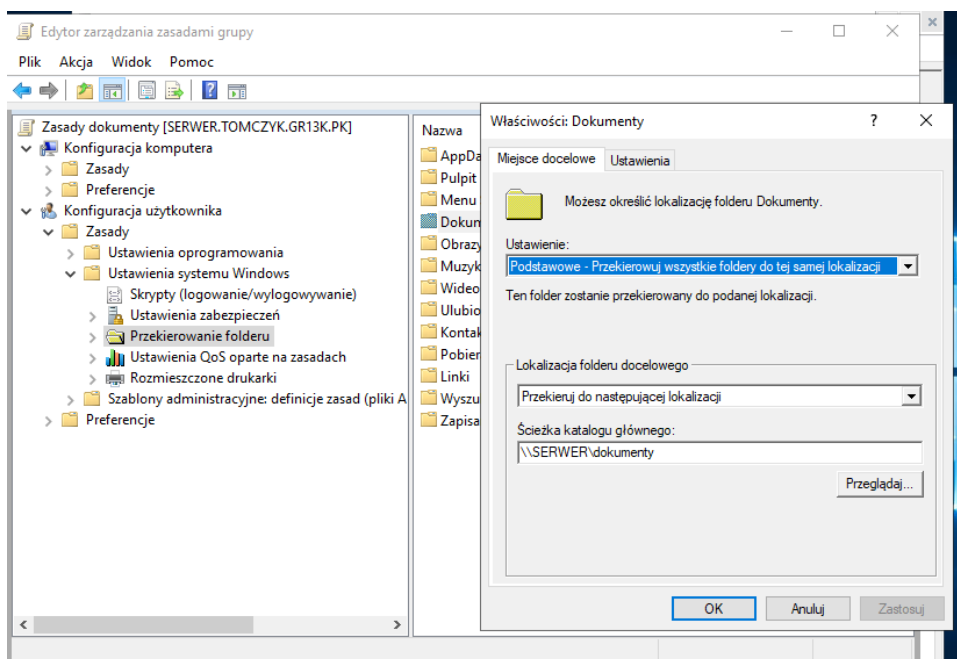 Edytor zarządzania zasadami grupy
Plik Akcja Widok Pomoc
Zasady dokumenty [SERWER.TOMCZYK.GR13K.PK]
Konfiguracja komputera
Zasady
Preferencje
Konfiguracja użytkownika
Zasady
Ustawienia oprogramowania
Ustawienia systemu Windows
Skrypty (logowanie/wylogowywanie)
Ustawienia zabezpieczeń
Przekierowanie folderu
Ustawienia QoS oparte na zasadach
Rozmieszczone drukarki
Szablony administracyjne: definicje zasad (pliki A
Preferencje
Nazwa
AppDa
Pulpit
Menu
Dokun
Obrazy
Muzyk
Wideo
Ulubio
Kontak
Pobier
Linki
Wyszu
Zapisa
Właściwości: Dokumenty
Miejsce docelowe Ustawienia
Możesz określić lokalizację folderu Dokumenty.
Ustawienie:
Podstawowe - Przekierowuj wszystkie foldery do tej samej lokalizacji
Ten folder zostanie przekierowany do podanej lokalizacji.
Lokalizacja folderu docelowego
Przekieruj do następującej lokalizacji
Ścieżka katalogu głównego:
\\SERWER\dokumenty
Przeglądaj...
OK Anuluj Zastosuj